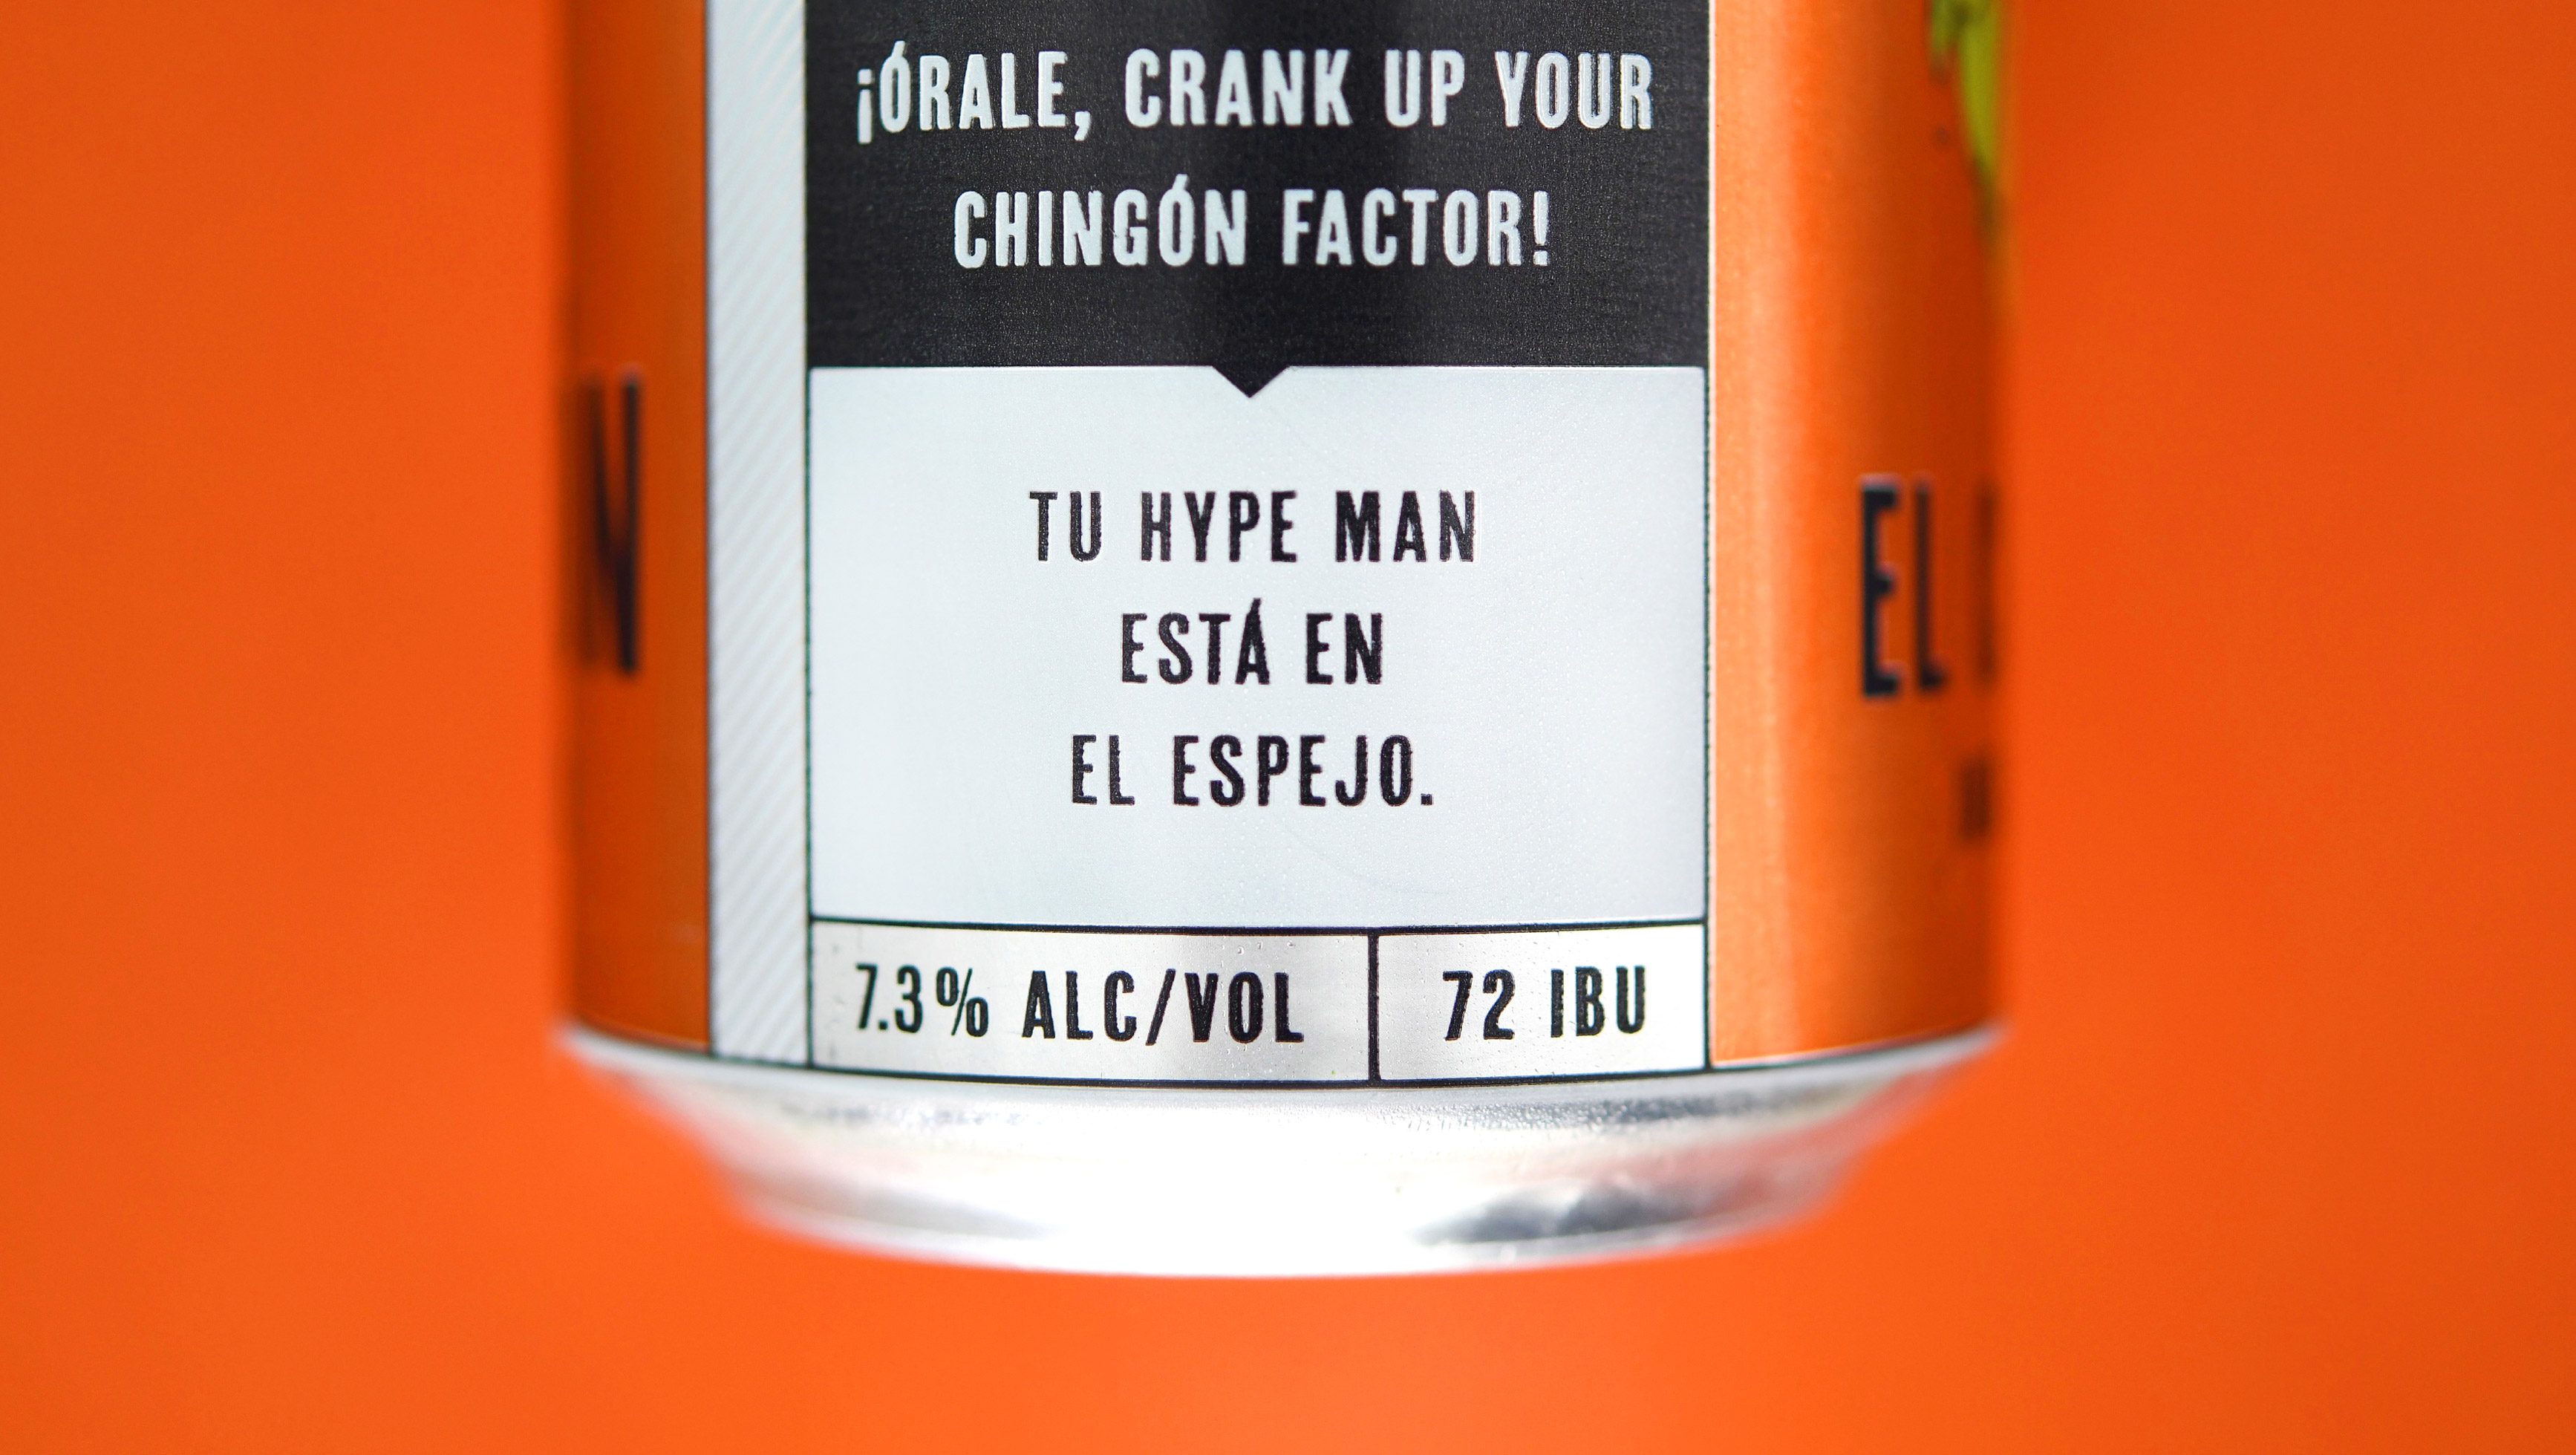 ¡ÓRALE, CRANK UP YOUR
CHINGÓN FACTOR!
TU HYPE MAN
ESTÁ EN
EL ESPEJO.
7.3% ALC/VOL
72 IBU
N
EL